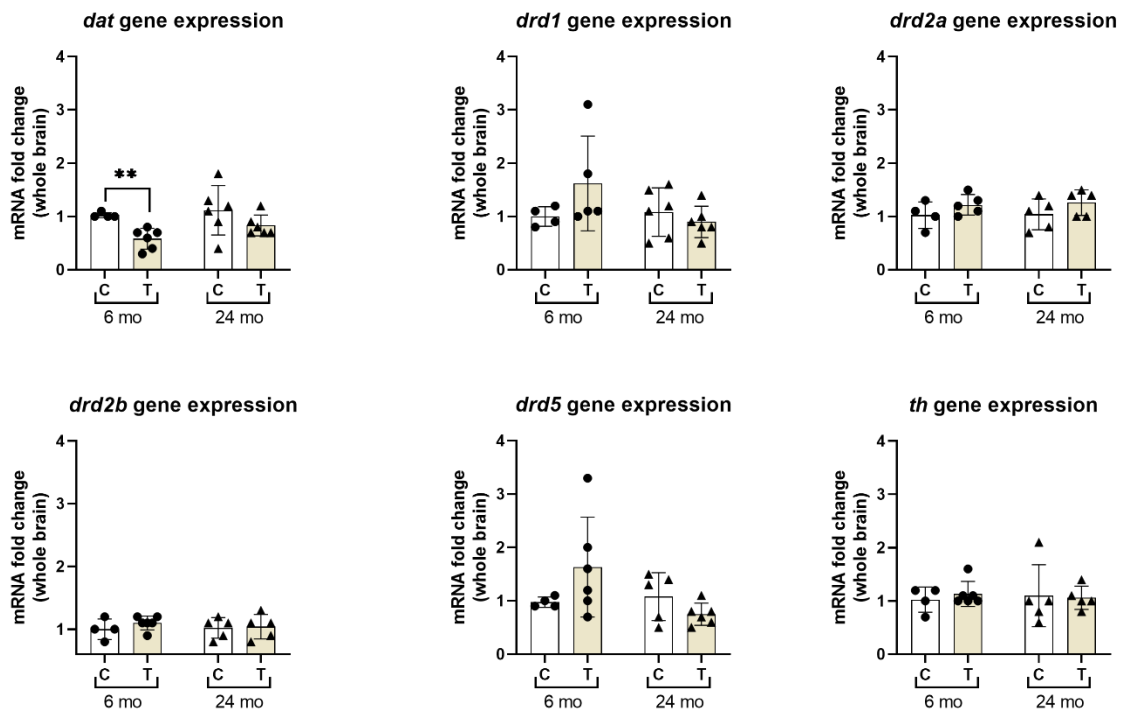 dat gene expression
mRNA fold change
(whole brain)
4
3
2
1
0
**
C T C T
6 mo 24 mo
drd1 gene expression
mRNA fold change
(whole brain)
4
3
2
1
0
C T C T
6 mo 24 mo
drd2a gene expression
mRNA fold change
(whole brain)
4
3
2
1
0
C T C T
6 mo 24 mo
drd2b gene expression
mRNA fold change
(whole brain)
4
3
2
1
C T C T
6 mo 24 mo
drd5 gene expression
mRNA fold change
(whole brain)
4
3
2
1
0
C T C T
6 mo 24 mo
th gene expression
mRNA fold change
(whole brain)
4
3
2
1
0
C T C T
6 mo 24 mo